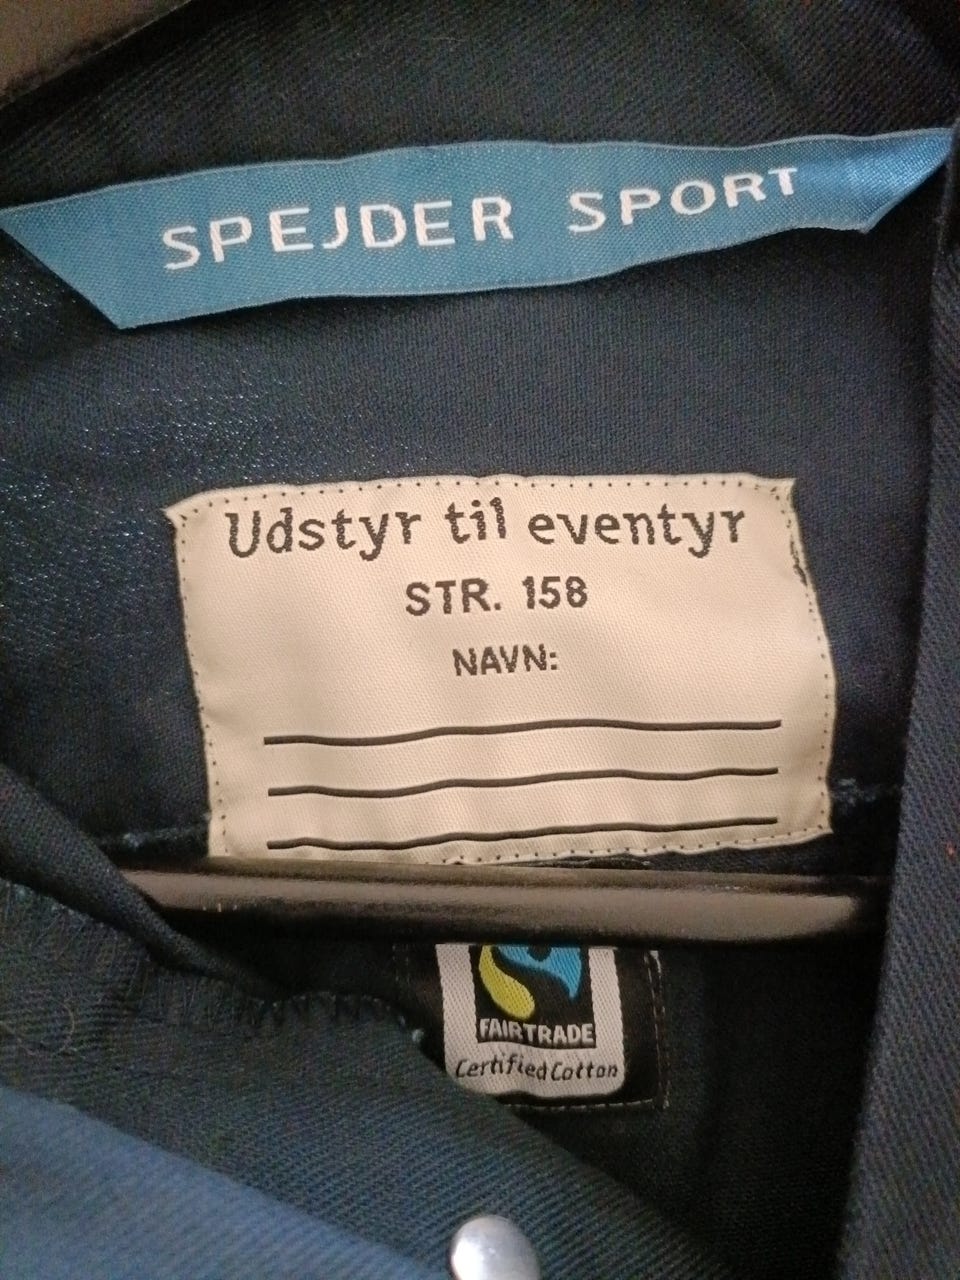 SPEJDER SPORT
Udstyr til eventyr
STR. 158
NAVN:
FAIRTRADE
Certified Cotton